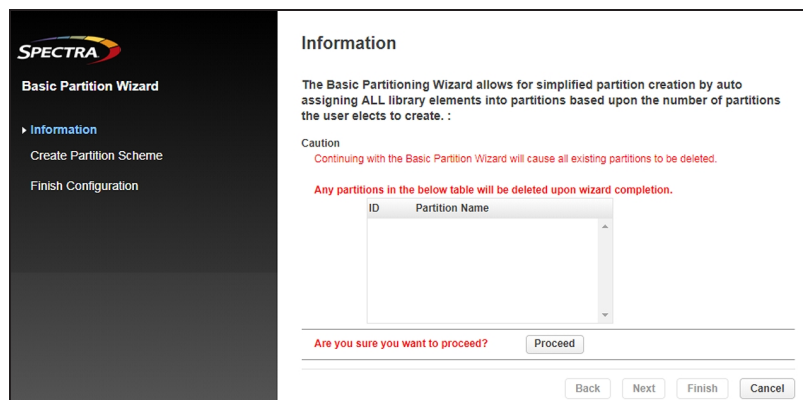 SPECTRA
Basic Partition Wizard
Information
Create Partition Scheme
Finish Configuration
Information
The Basic Partitioning Wizard allows for simplified partition creation by auto
assigning ALL library elements into partitions based upon the number of partitions
the user elects to create. :
Caution
Continuing with the Basic Partition Wizard will cause all existing partitions to be deleted.
Any partitions in the below table will be deleted upon wizard completion.
ID Partition Name
Are you sure you want to proceed? Proceed
Back Next Finish Cancel